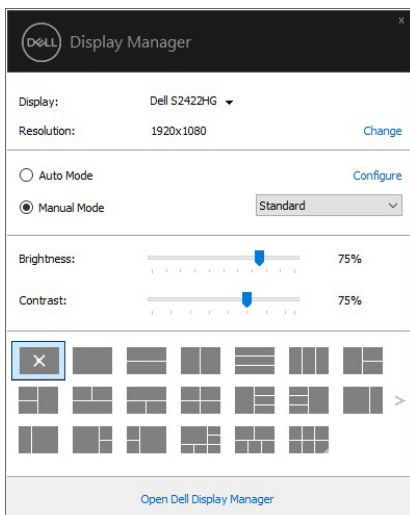 x
DELL Display Manager
Display: Dell S2422HG
Resolution: 1920x1080 Change
Auto Mode Configure
Manual Mode Standard
Brightness: 75%
Contrast: 75%
Open Dell Display Manager